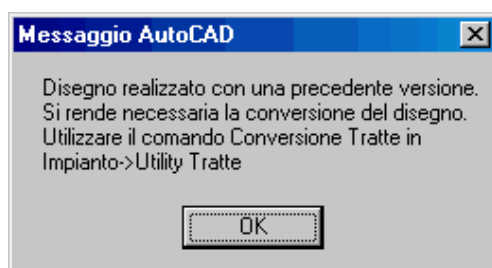 Messaggio AutoCAD
Disegno realizzato con una precedente versione.
Si rende necessaria la conversione del disegno.
Utilizzare il comando Conversione Tratte in
Impianto->Utility Tratte
OK